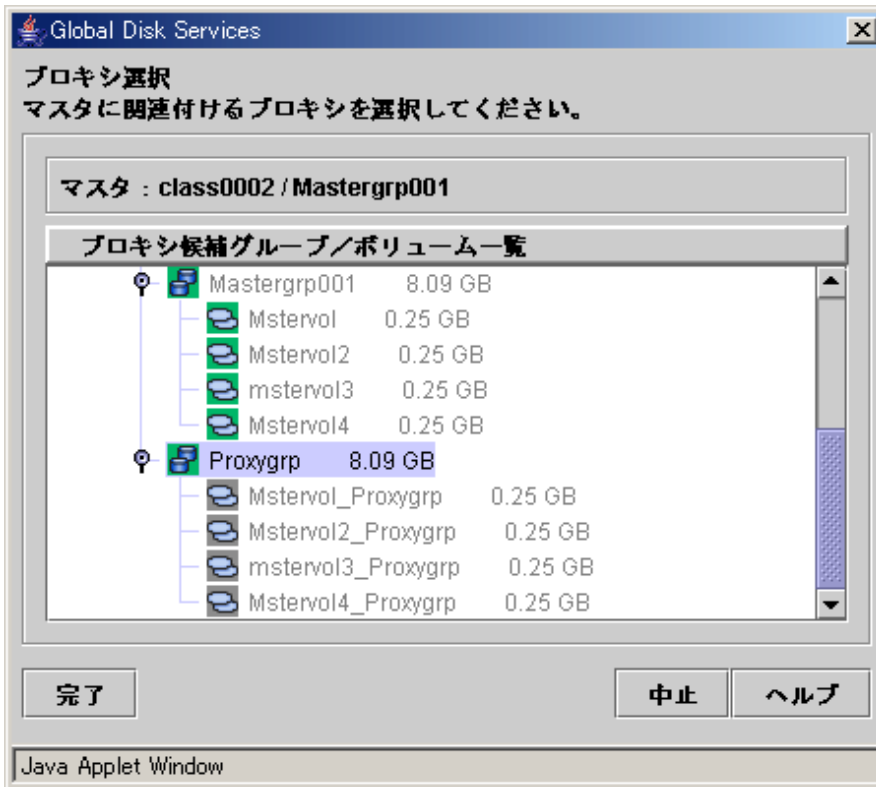 Global Disk Services
プロキシ選択
マスタに関連付けるプロキシを選択してください。
マスタ : class0002 / Mastergrp001
プロキシ候補グループ/ボリューム一覧
Mastergrp001 8.09 GB
Mstervol 0.25 GB
Mstervol2 0.25 GB
mstervol3 0.25 GB
Mstervol4 0.25 GB
Proxygrp 8.09 GB
Mstervol_Proxygrp 0.25 GB
Mstervol2_Proxygrp 0.25 GB
mstervol3_Proxygrp 0.25 GB
Mstervol4_Proxygrp 0.25 GB
完了 中止 ヘルプ
Java Applet Window